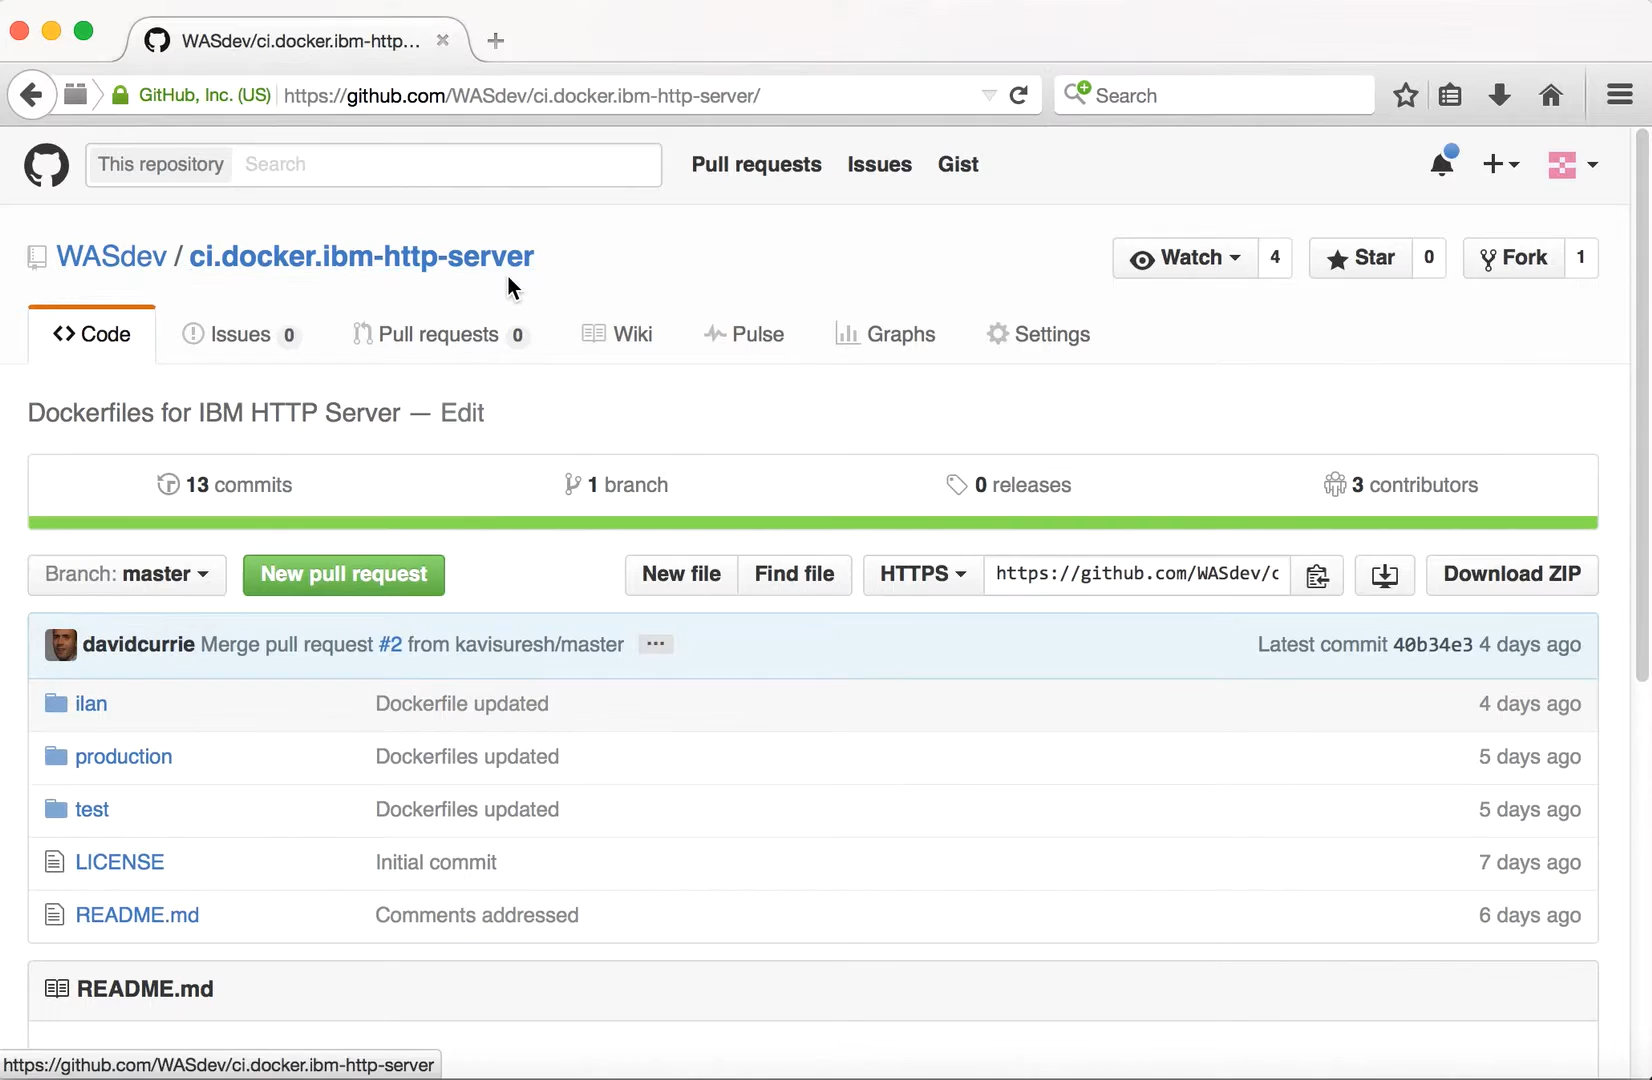 WASdev/ci.docker.ibm-http...
GitHub, Inc. (US) https://github.com/WASdev/ci.docker.ibm-http-server/ Search
This repository Search Pull requests Issues Gist
WASdev / ci.docker.ibm-http-server Watch 4 Star 0 Fork 1
Code Issues 0 Pull requests 0 Wiki Pulse Graphs Settings
Dockerfiles for IBM HTTP Server — Edit
13 commits 1 branch 0 releases 3 contributors
Branch: master New pull request New file Find file HTTPS https://github.com/WASdev/c Download ZIP
davidcurrie Merge pull request #2 from kavisuresh/master ... Latest commit 40b34e3 4 days ago
ilan Dockerfile updated 4 days ago
production Dockerfiles updated 5 days ago
test Dockerfiles updated 5 days ago
LICENSE Initial commit 7 days ago
README.md Comments addressed 6 days ago
README.md
https://github.com/WASdev/ci.docker.ibm-http-server